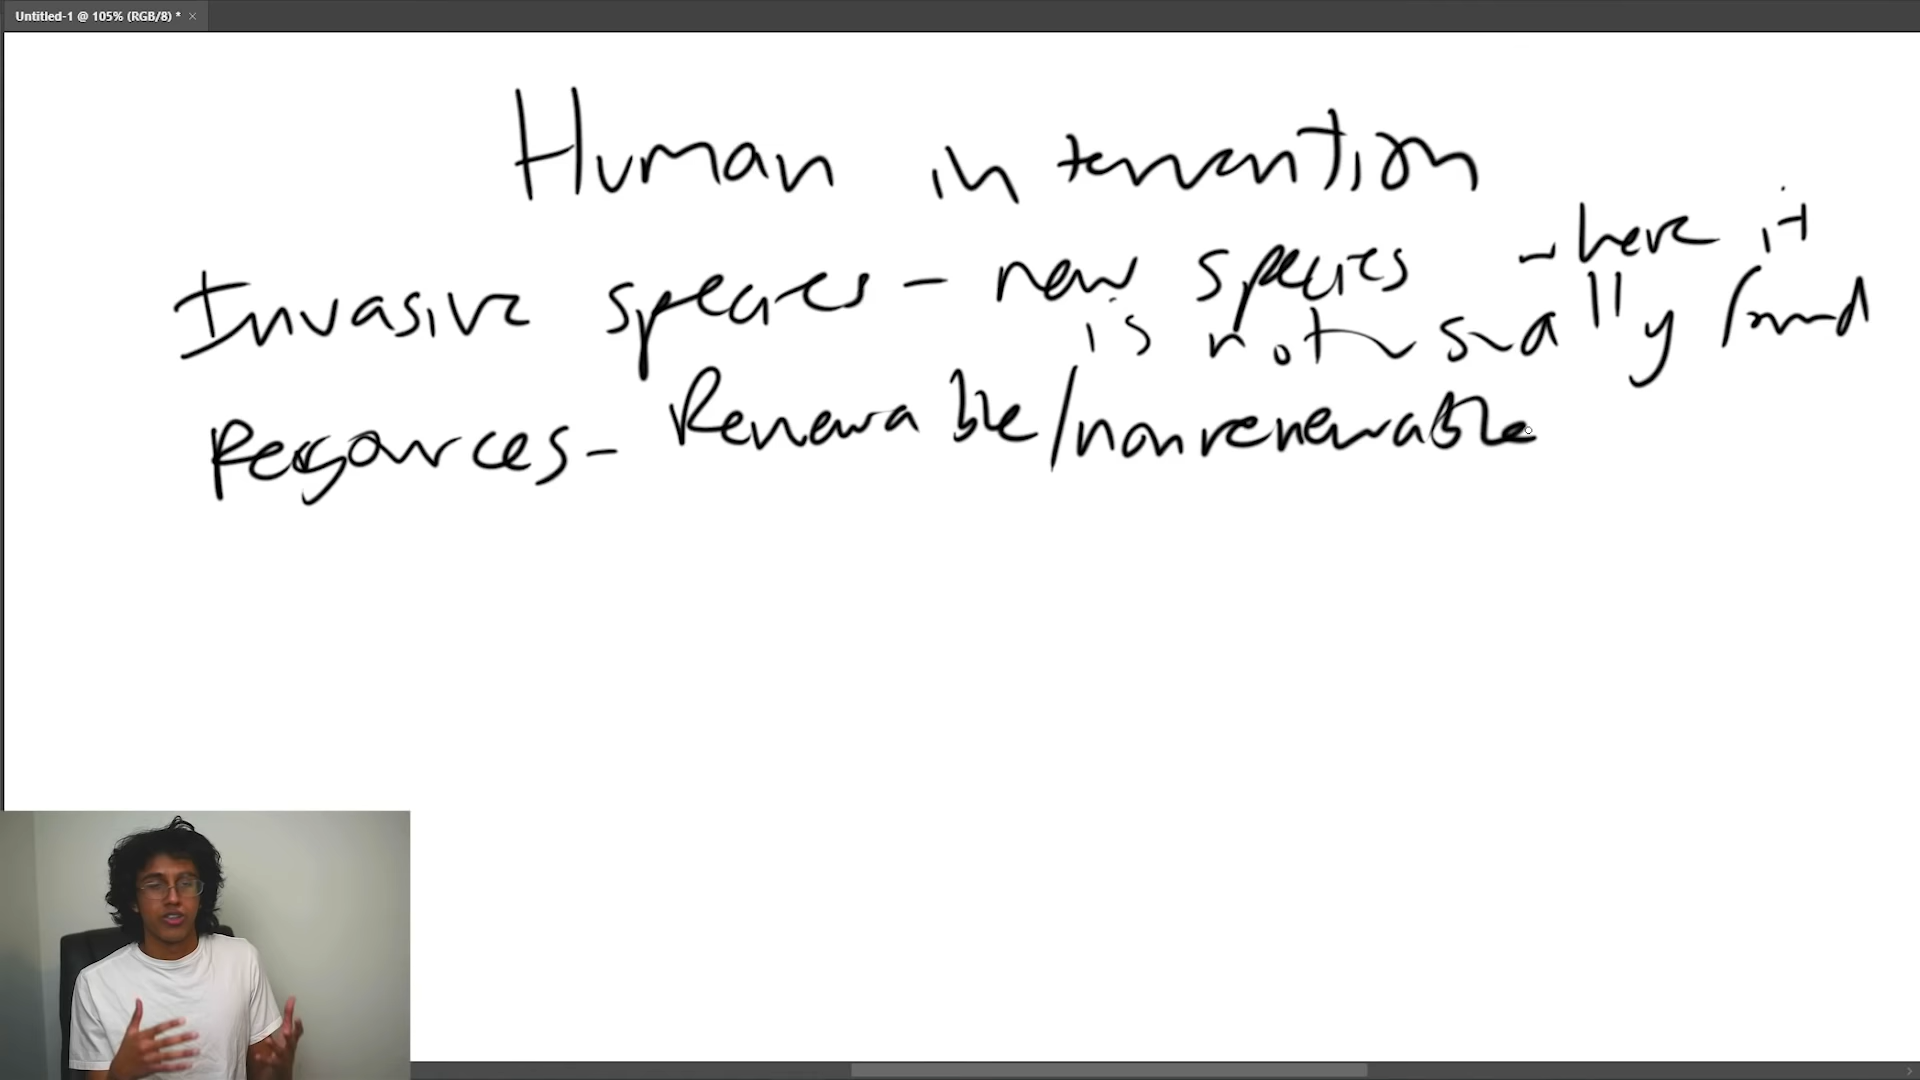 Untitled-1 @ 105% (RGB/8) * ×
Human intervention
Invasive species - new species where it
is not usually found
Resources - Renewable/nonrenewable